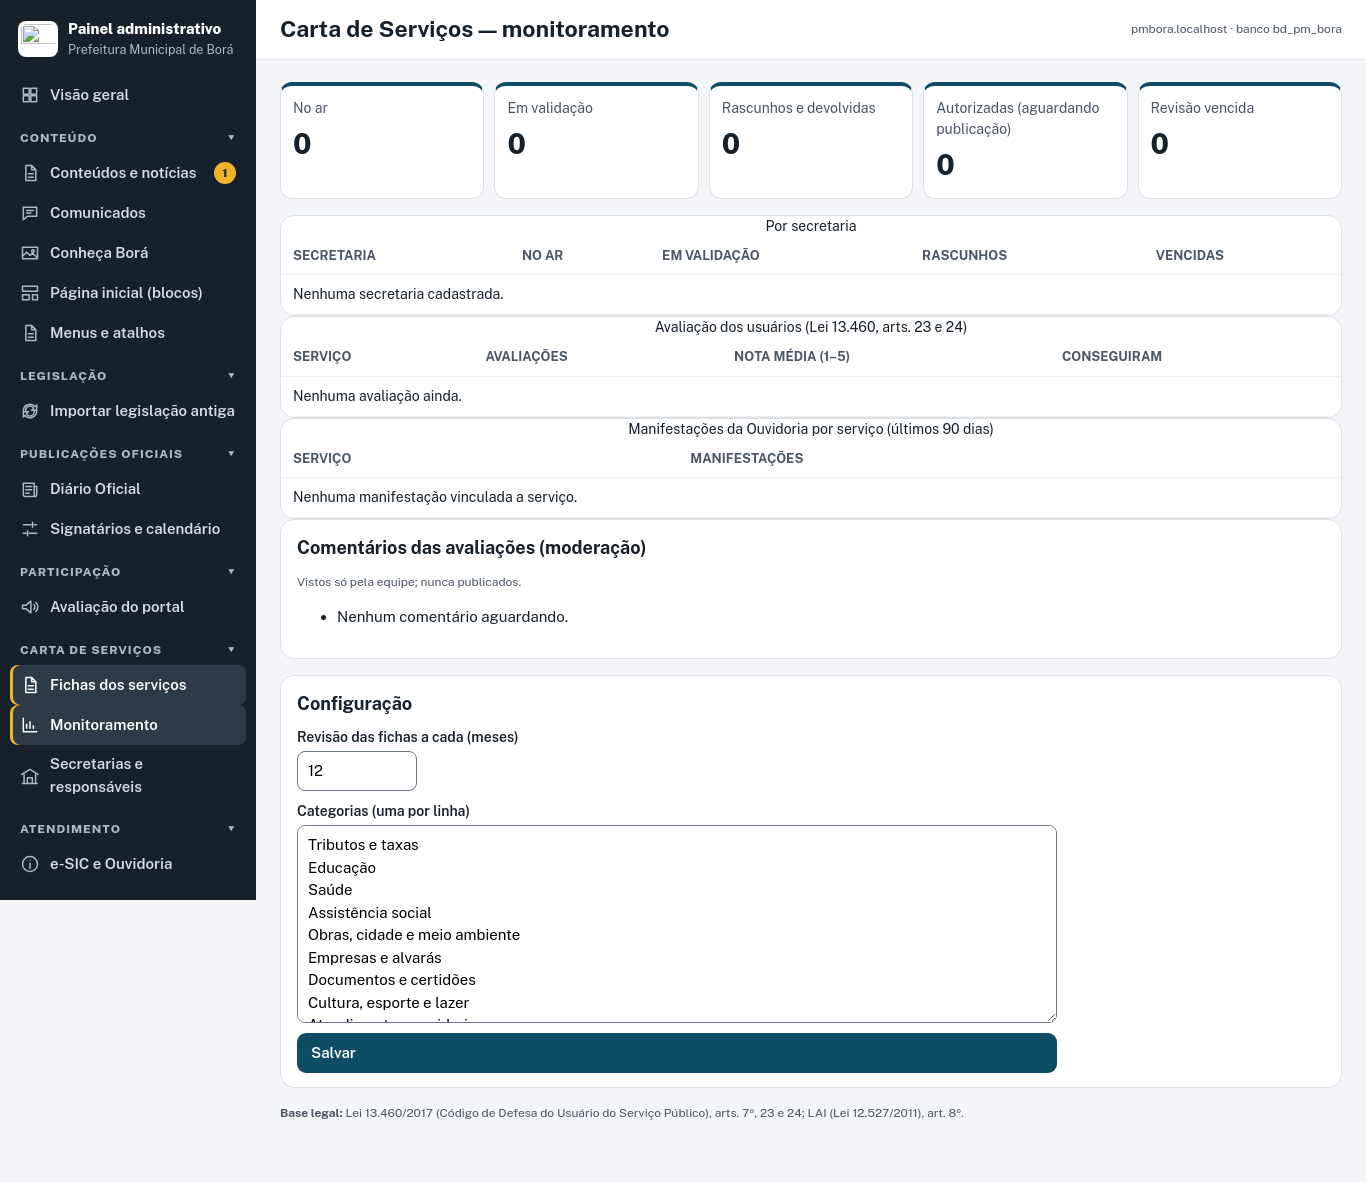 Painel administrativo
Prefeitura Municipal de Borá
Visão geral
CONTEÚDO
Conteúdos e notícias 1
Comunicados
Conheça Borá
Página inicial (blocos)
Menus e atalhos
LEGISLAÇÃO
Importar legislação antiga
PUBLICAÇÕES OFICIAIS
Diário Oficial
Signatários e calendário
PARTICIPAÇÃO
Avaliação do portal
CARTA DE SERVIÇOS
Fichas dos serviços
Monitoramento
Secretarias e
responsáveis
ATENDIMENTO
e-SIC e Ouvidoria
Carta de Serviços — monitoramento
pmbora.localhost · banco bd_pm_bora
No ar
0
Em validação
0
Rascunhos e devolvidas
0
Autorizadas (aguardando
publicação)
0
Revisão vencida
0
Por secretaria
SECRETARIA NO AR EM VALIDAÇÃO RASCUNHOS VENCIDAS
Nenhuma secretaria cadastrada.
Avaliação dos usuários (Lei 13.460, arts. 23 e 24)
SERVIÇO AVALIAÇÕES NOTA MÉDIA (1–5) CONSEGUIRAM
Nenhuma avaliação ainda.
Manifestações da Ouvidoria por serviço (últimos 90 dias)
SERVIÇO MANIFESTAÇÕES
Nenhuma manifestação vinculada a serviço.
Comentários das avaliações (moderação)
Vistos só pela equipe; nunca publicados.
Nenhum comentário aguardando.
Configuração
Revisão das fichas a cada (meses)
12
Categorias (uma por linha)
Tributos e taxas
Educação
Saúde
Assistência social
Obras, cidade e meio ambiente
Empresas e alvarás
Documentos e certidões
Cultura, esporte e lazer
Salvar
Base legal: Lei 13.460/2017 (Código de Defesa do Usuário do Serviço Público), arts. 7º, 23 e 24; LAI (Lei 12.527/2011), art. 8º.